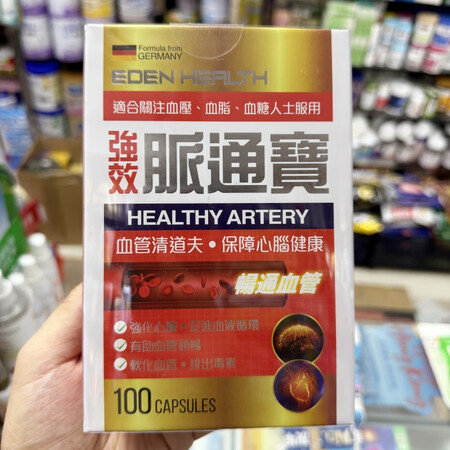 Formula from
GERMANY
EDEN HEALTH
適合關注血壓、血脂、血糖人士服用
強效
脈通寶
HEALTHY ARTERY
血管清道夫•保障心腦健康
暢通血管
強化心臟•促進血液循環
有助血管順暢
軟化血管•排出毒素
100 CAPSULES